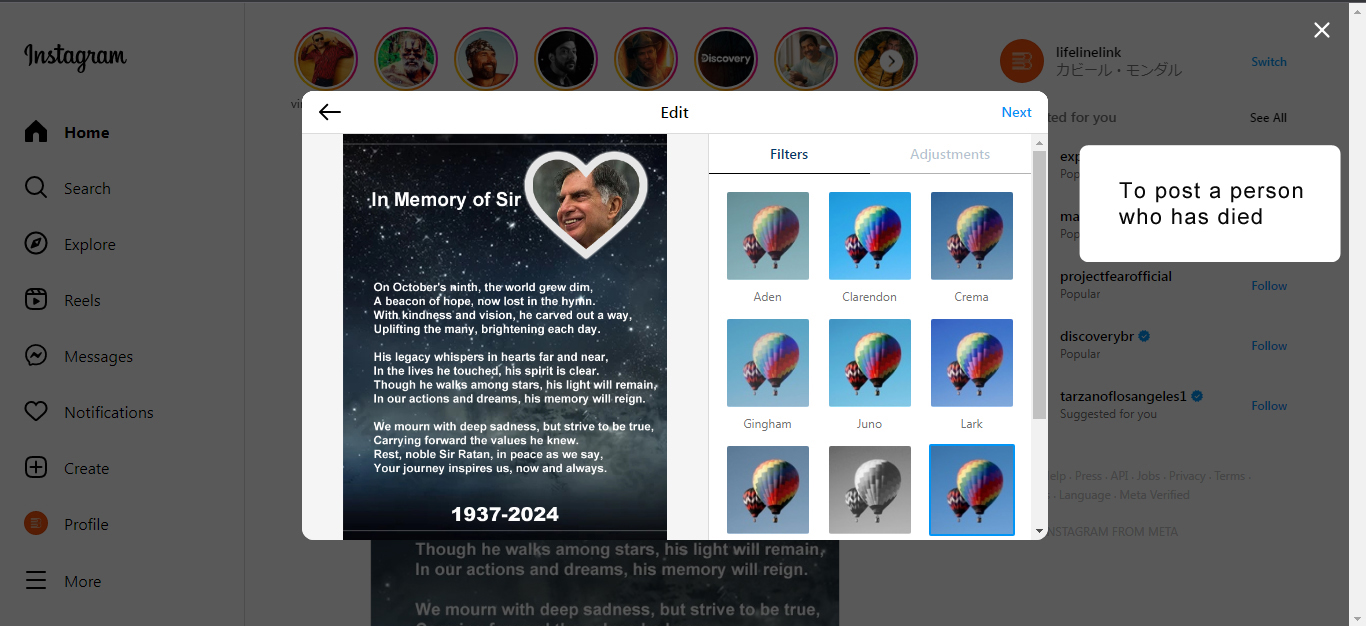 Instagram
Home
Search
Explore
Reels
Messages
Notifications
Create
Profile
More
Discovery
lifelinelink
カビール・モンダル
Switch
ted for you
See All
exp
Pop
ma
Pop
projectfearofficial
Popular
Follow
discoverybr
Popular
Follow
tarzanoflosangeles1
Suggested for you
Follow
elp · Press · API · Jobs · Privacy · Terms ·
s · Language · Meta Verified
NSTAGRAM FROM META
Edit
Next
Filters
Adjustments
Aden
Clarendon
Crema
Gingham
Juno
Lark
In Memory of Sir
On October's ninth, the world grew dim,
A beacon of hope, now lost in the hymn.
With kindness and vision, he carved out a way,
Uplifting the many, brightening each day.
His legacy whispers in hearts far and near,
In the lives he touched, his spirit is clear.
Though he walks among stars, his light will remain,
In our actions and dreams, his memory will reign.
We mourn with deep sadness, but strive to be true,
Carrying forward the values he knew.
Rest, noble Sir Ratan, in peace as we say,
Your journey inspires us, now and always.
1937-2024
To post a person
who has died
Though he walks among stars, his light will remain,
In our actions and dreams, his memory will reign.
We mourn with deep sadness, but strive to be true,